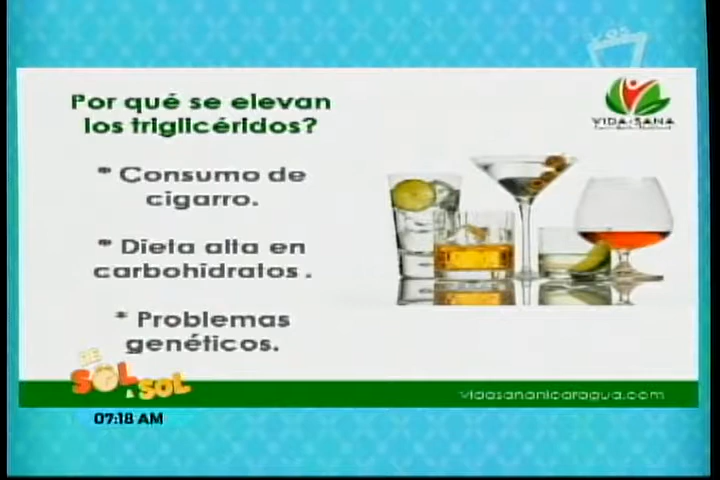 Por qué se elevan
los triglicéridos?
* Consumo de
cigarro.
* Dieta alta en
carbohidratos .
* Problemas
genéticos.
VIDA SANA
DE
SOL
A SOL
07:18 AM
vidasananicaragua.com